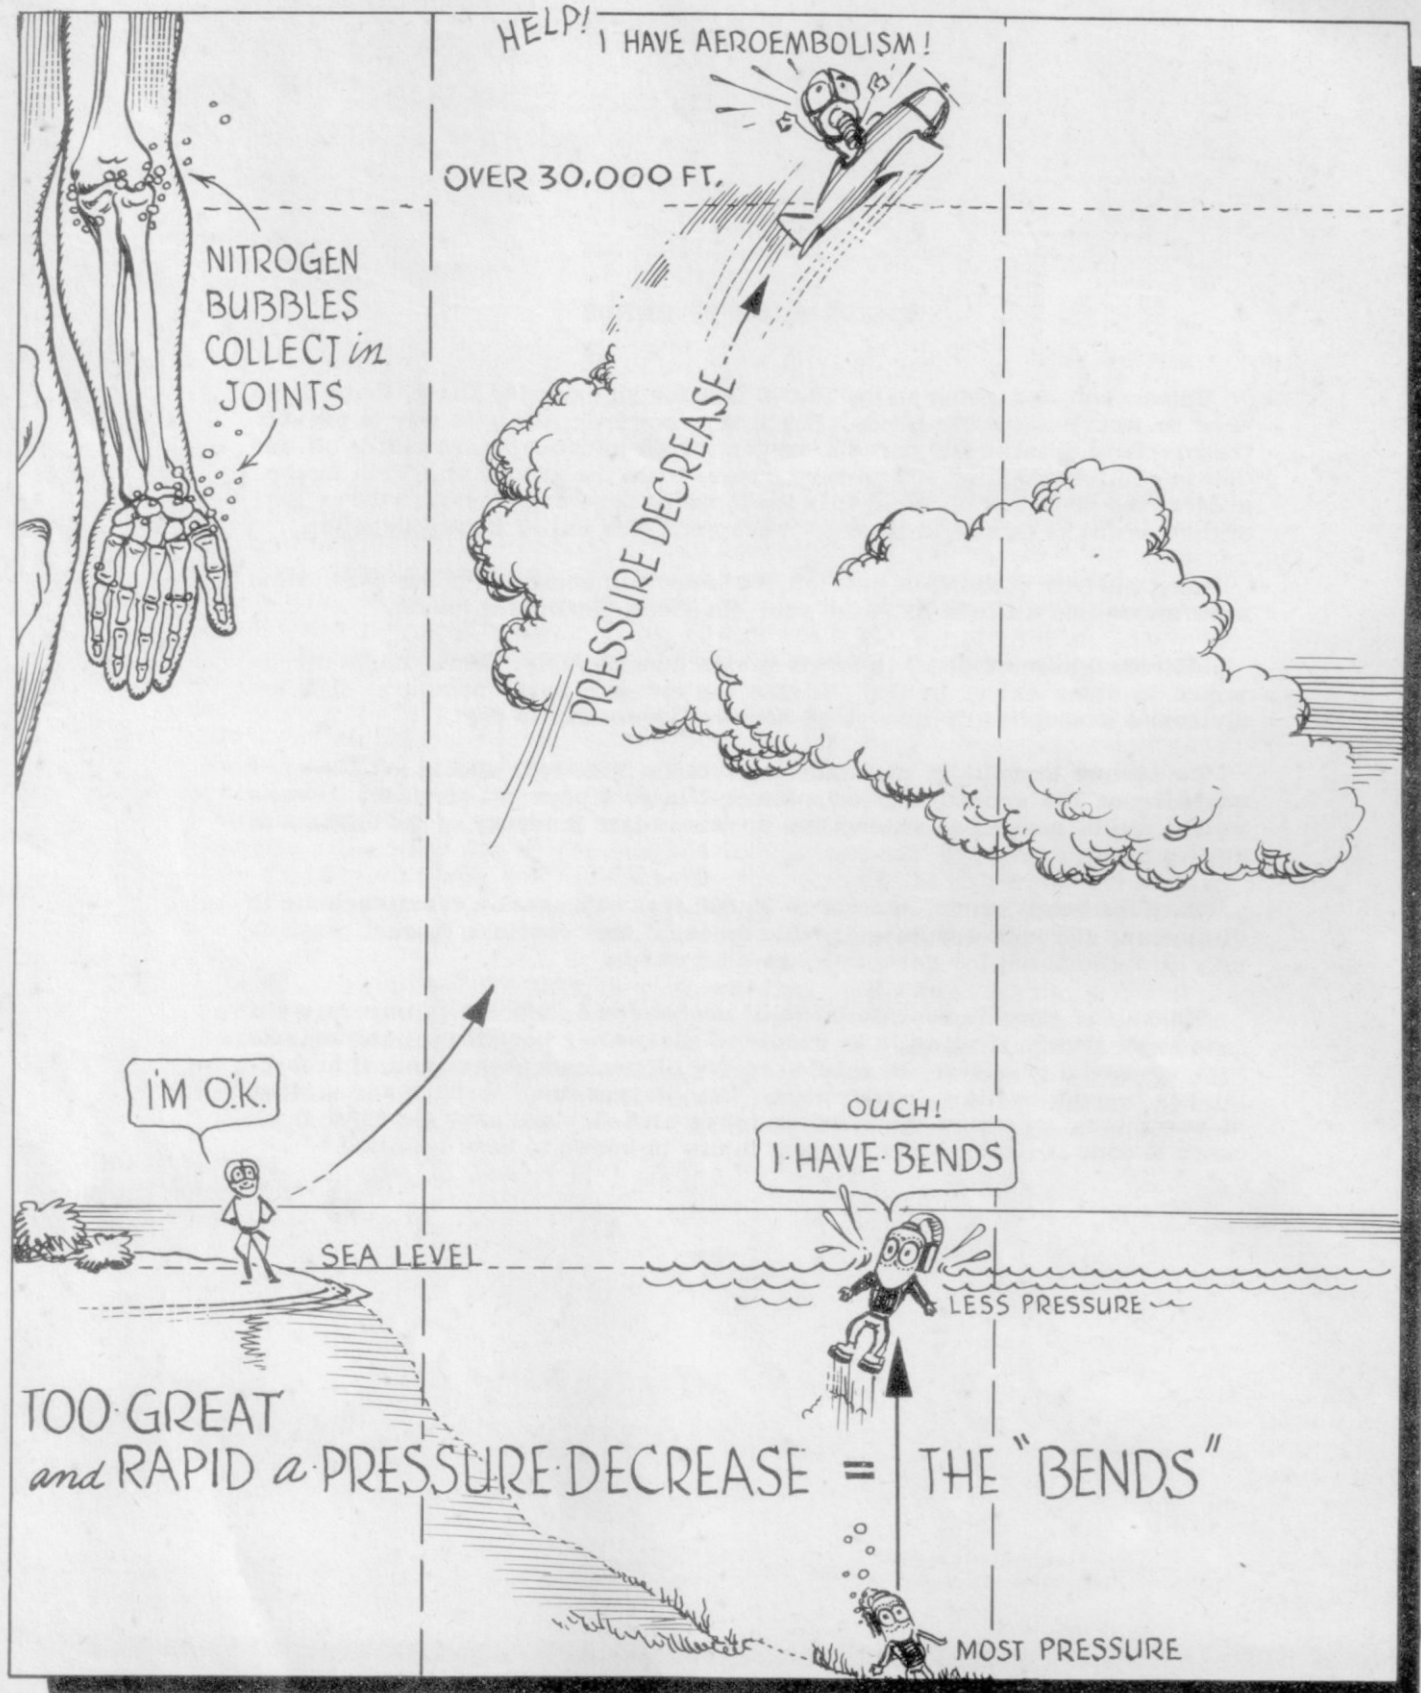 HELP!
I HAVE AEROEMBOLISM!
OVER 30,000 FT.
NITROGEN
BUBBLES
COLLECT in
JOINTS
PRESSURE DECREASE
I'M O.K.
OUCH!
I·HAVE·BENDS
SEA LEVEL
LESS PRESSURE
TOO·GREAT
and RAPID a·PRESSURE·DECREASE = THE "BENDS"
MOST PRESSURE